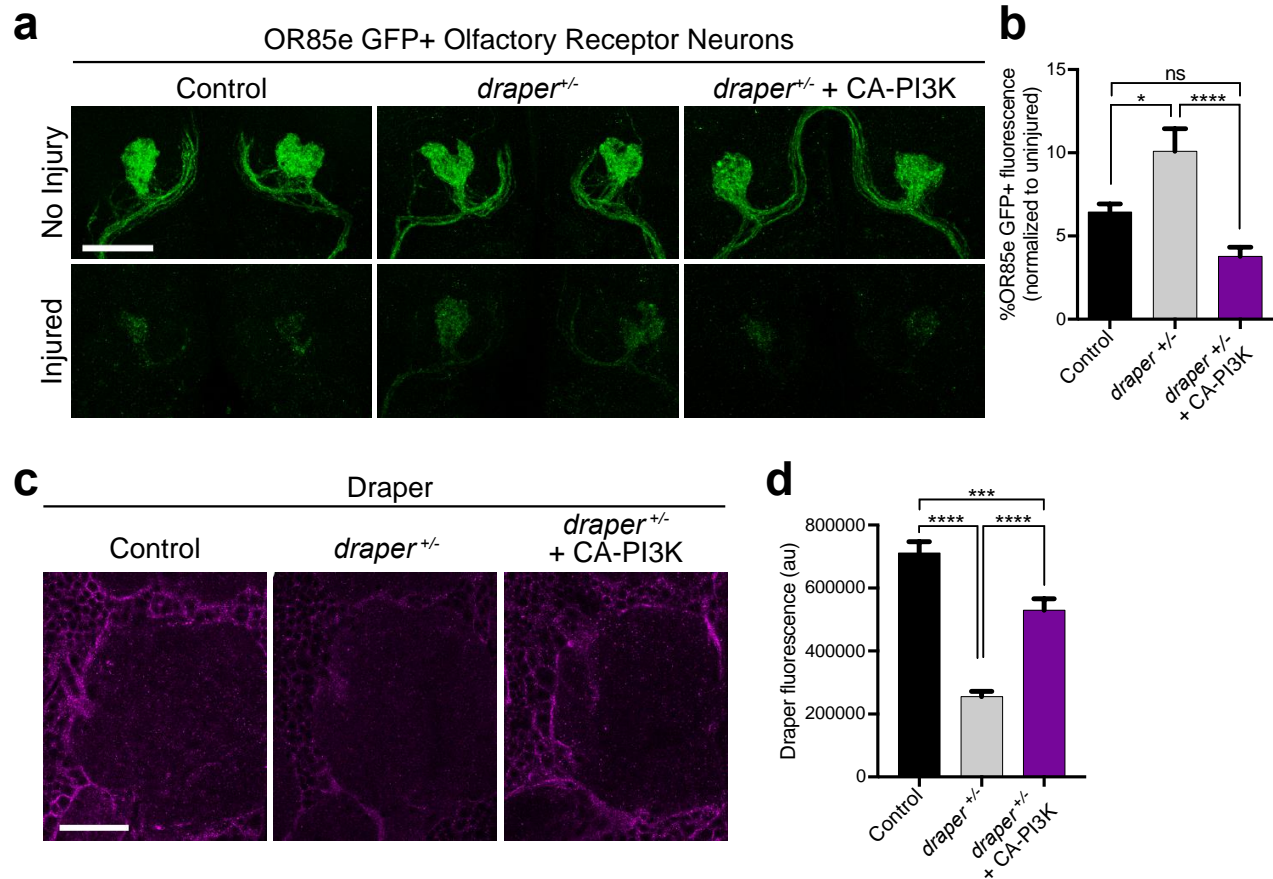 a
OR85e GFP+ Olfactory Receptor Neurons
Control
draper+/-
draper+/- + CA-PI3K
No Injury
Injured
b
%OR85e GFP+ fluorescence
(normalized to uninjured)
15
10
5
0
ns
*
****
Control
draper +/-
draper +/-
+ CA-PI3K
c
Draper
Control
draper +/-
draper +/-
+ CA-PI3K
d
Draper fluorescence (au)
800000
600000
400000
200000
0
***
****
****
Control
draper +/-
draper +/-
+ CA-PI3K